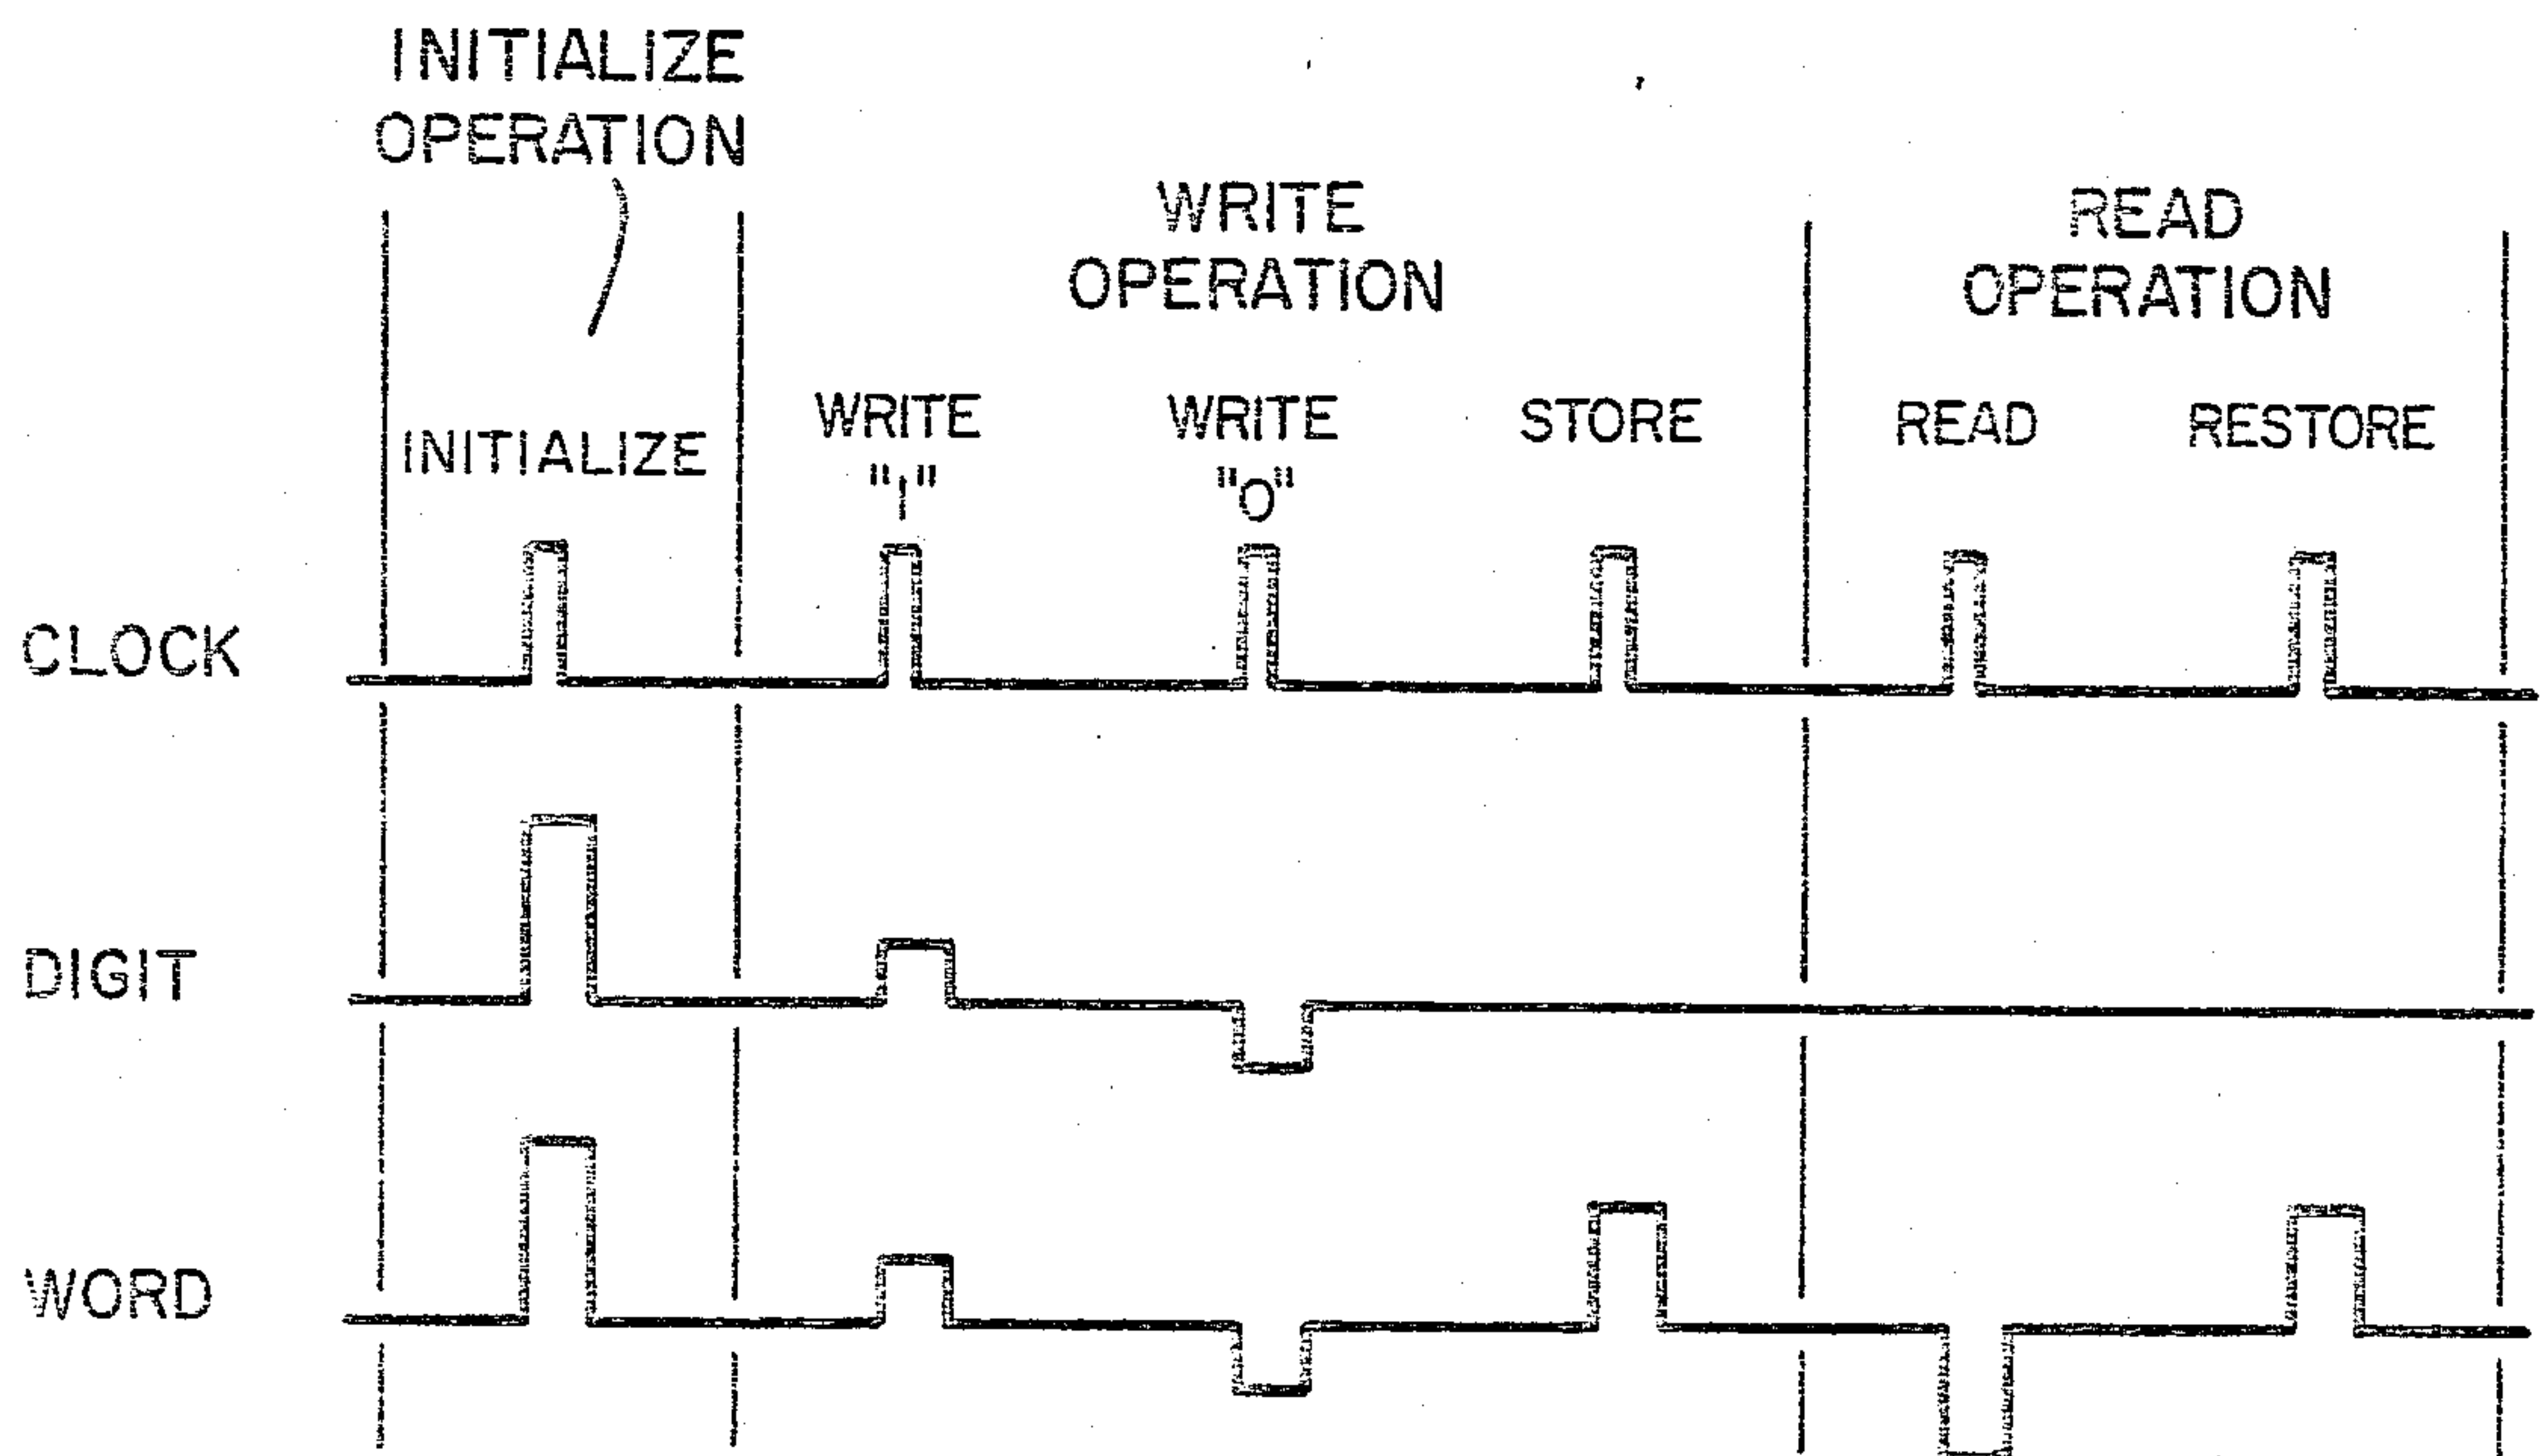 INITIALIZE
OPERATION
WRITE
OPERATION
READ
OPERATION
INITIALIZE
WRITE
"1"
WRITE
"0"
STORE
READ
RESTORE
CLOCK
DIGIT
WORD